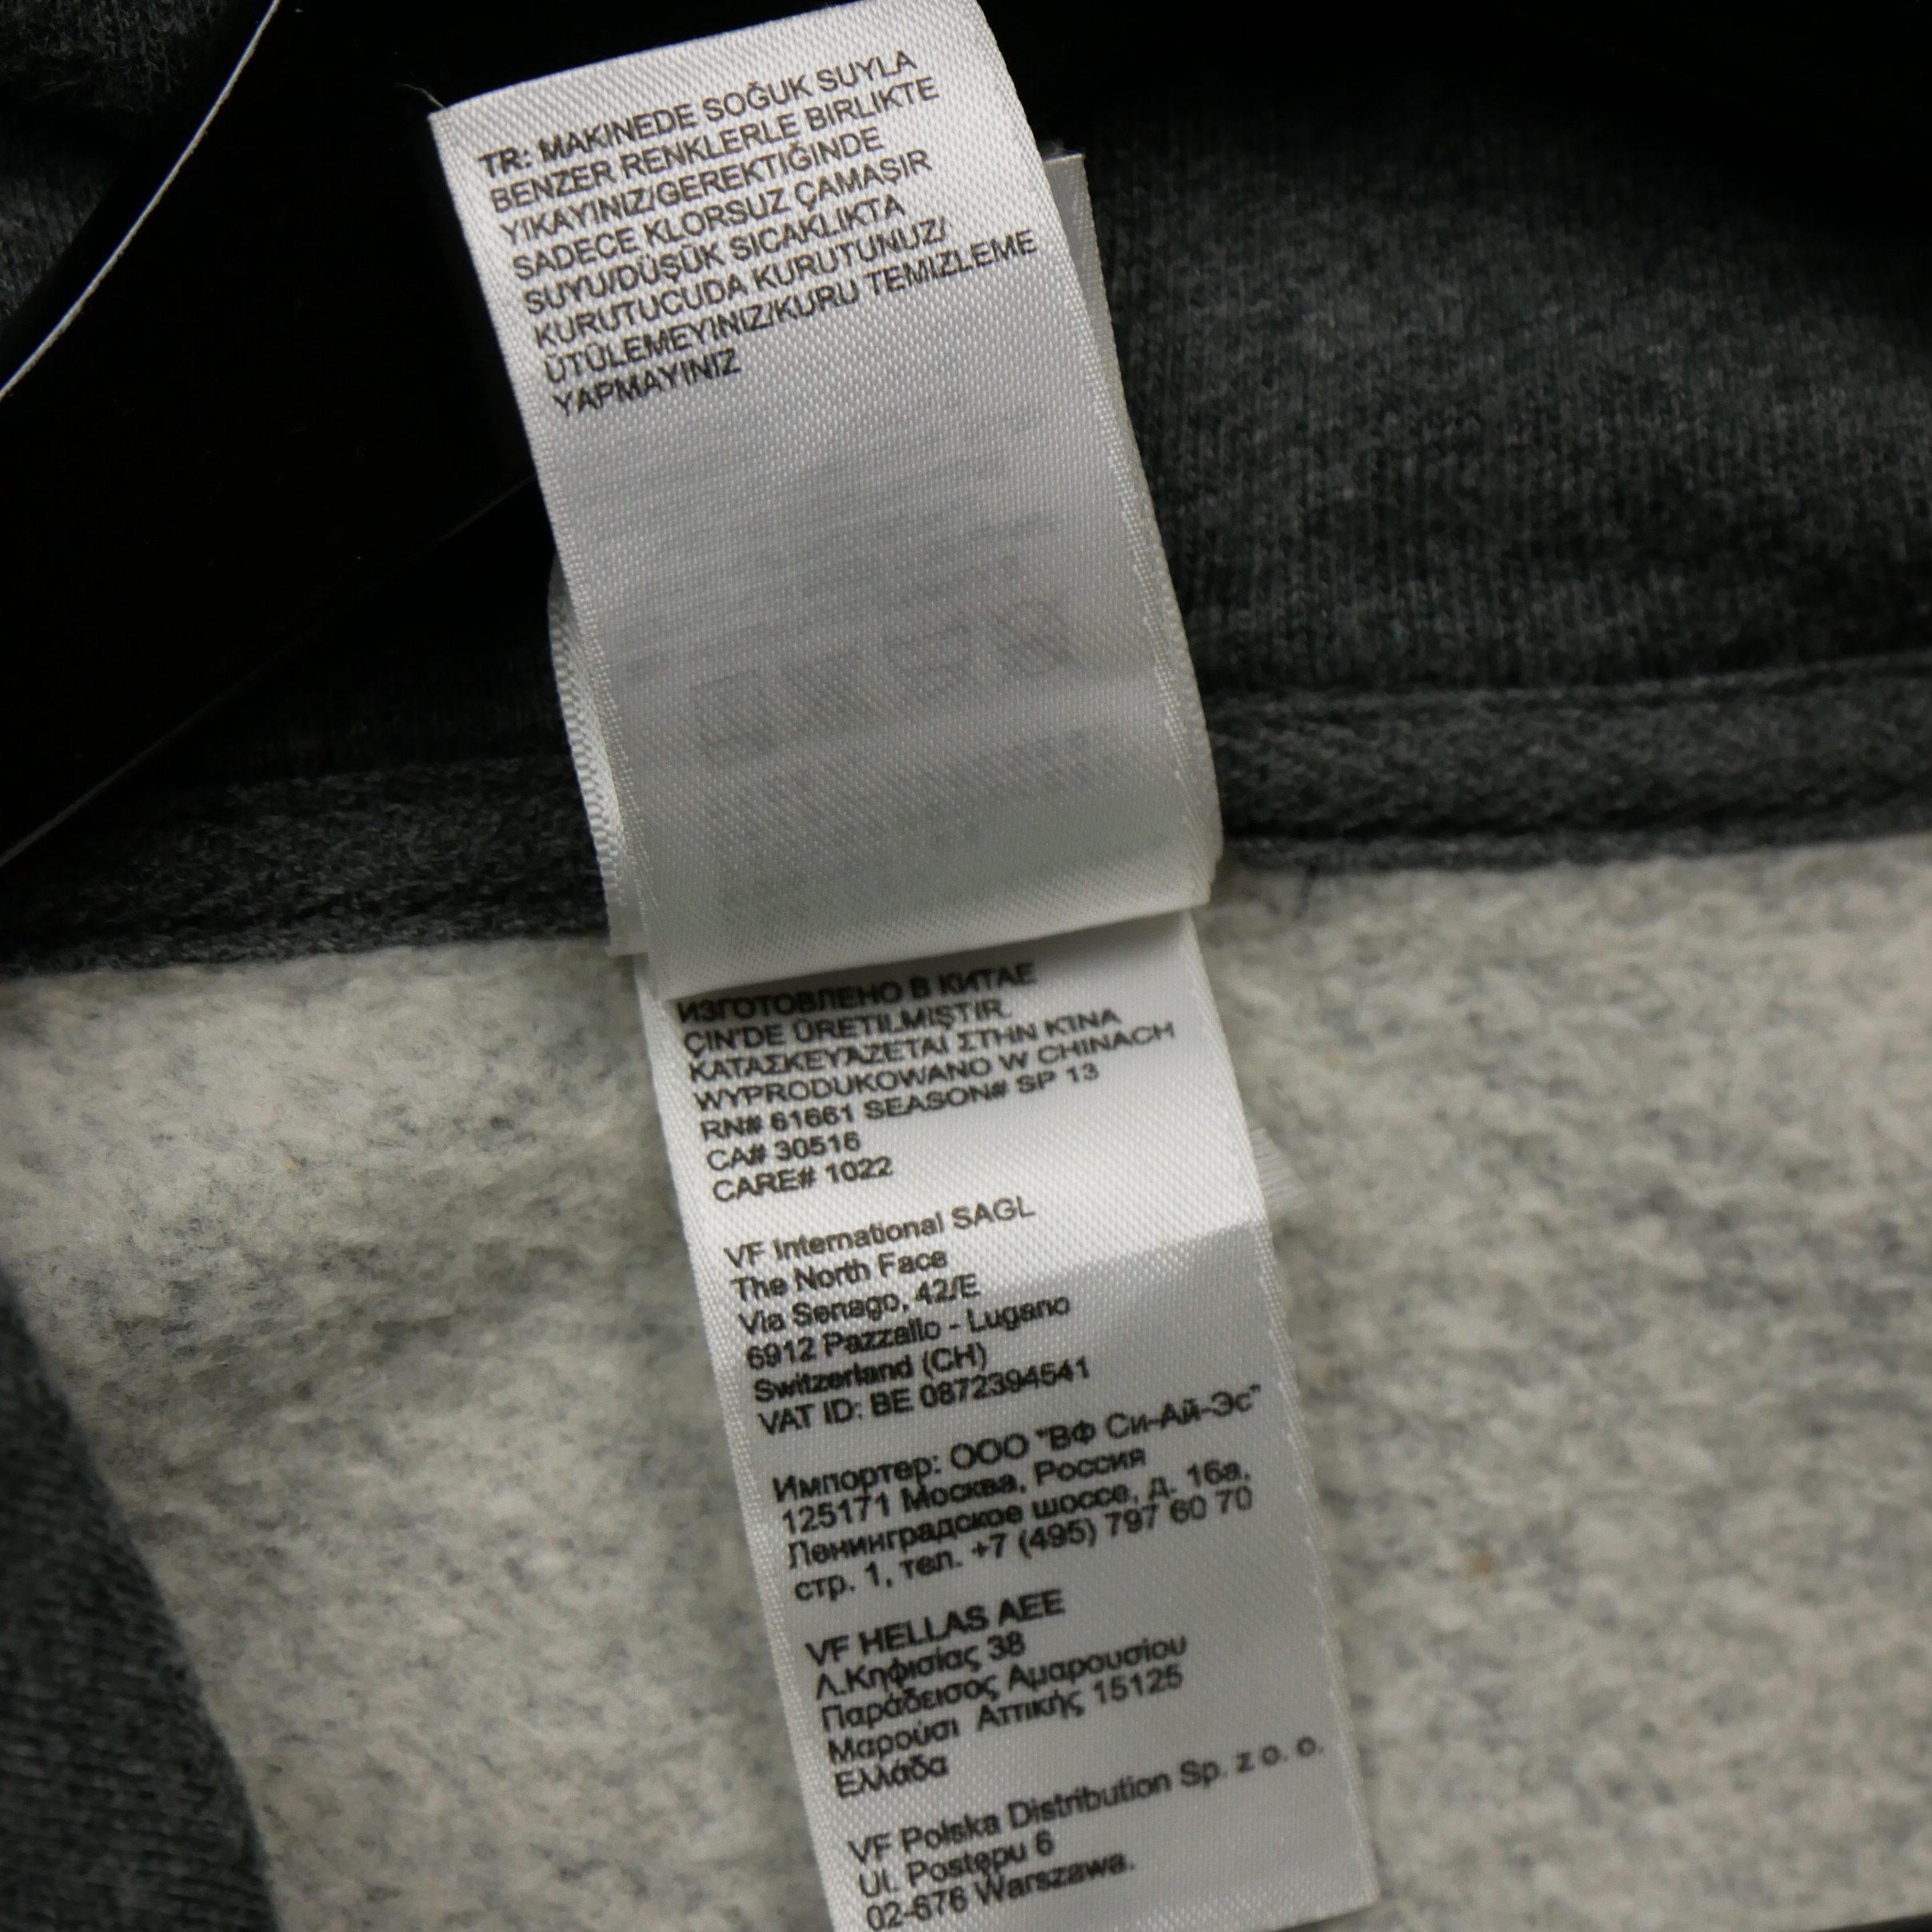 TR: MAKINEDE SOĞUK SUYLA
BENZER RENKLERLE BIRLIKTE
YIKAYINIZ/GEREKTIĞINDE
SADECE KLORSUZ ÇAMAŞIR
SUYU/DÜŞÜK SICAKLIKTA
KURUTUCUDA KURUTUNUZ/
ÜTÜLEMEYINIZ/KURU TEMIZLEME
YAPMAYINIZ
ИЗГОТОВЛЕНО В КИТАЕ
ÇIN'DE ÜRETILMIŞTIR.
ΚΑΤΑΣΚΕΥΆΖΕΤΑΙ ΣΤΗΝ ΚΊΝΑ
WYPRODUKOWANO W CHINACH
RN# 61661 SEASON# SP 13
CA# 30516
CARE# 1022
VF International SAGL
The North Face
Via Senago, 42/E
6912 Pazzallo - Lugano
Switzerland (CH)
VAT ID: BE 0872394541
Импортер: ООО "ВФ Си-Ай-Эс"
125171 Москва, Россия
Ленинградское шоссе, д. 16а,
стр. 1, тел. +7 (495) 797 60 70
VF HELLAS AEE
Λ.Κηφισίας 38
Παράδεισος Αμαρουσίου
Μαρούσι Αττικής 15125
Ελλάδα
VF Polska Distribution Sp. z o. o.
Ul. Postępu 6
02-676 Warszawa.